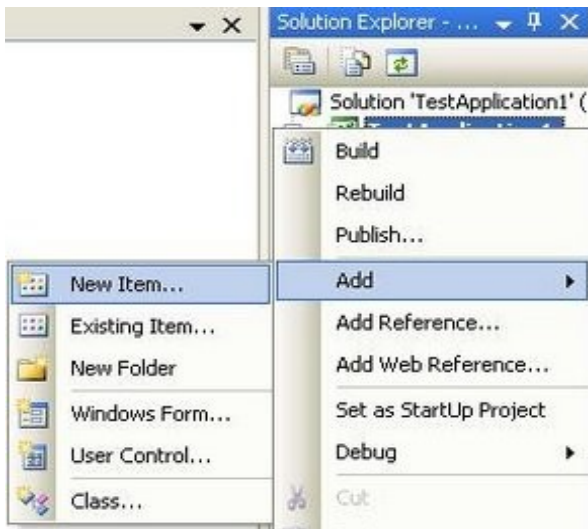 Solution Explorer - ...
Solution 'TestApplication1' (
TestApplication1
Build
Rebuild
Publish...
Add
Add Reference...
Add Web Reference...
Set as StartUp Project
Debug
Cut
New Item...
Existing Item...
New Folder
Windows Form...
User Control...
Class...